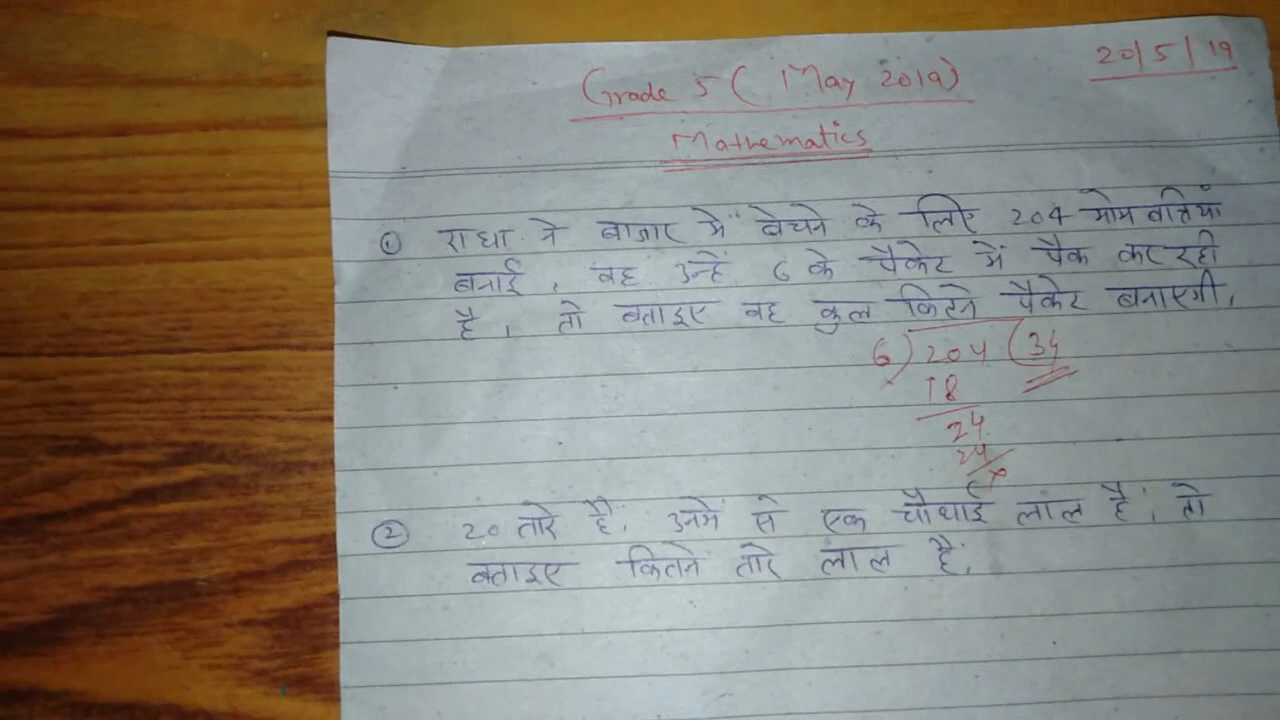 20/5/19
Grade 5 ( May 2019)
Mathematics
① राधा ने बाजार में बेचने के लिए 204 मोमबत्तियां
बनाई, वह उन्हें 6 के पैकेट में पैक कर रही
है, तो बताइए वह कुल कितने पैकेट बनाएगी,
6) 204 (34
18
24
24
×
② 20 तारे हैं, उनमें से एक चौथाई लाल है, तो
बताइए कितने तारे लाल हैं,